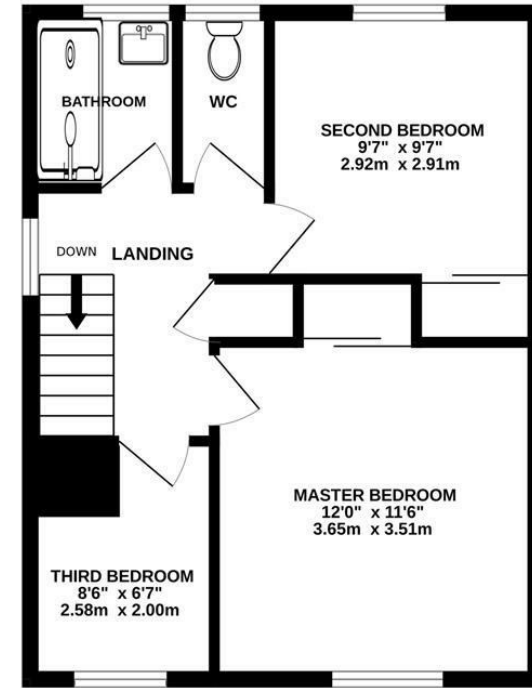 BATHROOM
WC
SECOND BEDROOM
9'7" x 9'7"
2.92m x 2.91m
DOWN
LANDING
MASTER BEDROOM
12'0" x 11'6"
3.65m x 3.51m
THIRD BEDROOM
8'6" x 6'7"
2.58m x 2.00m